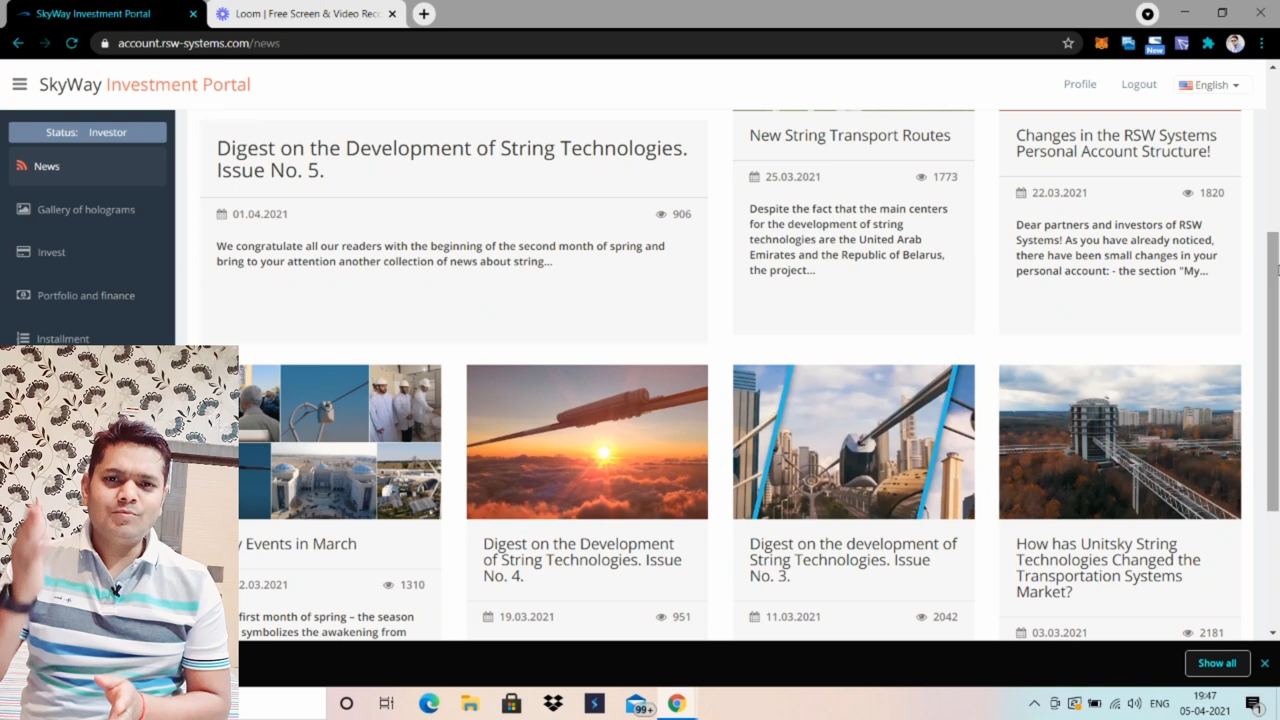 SkyWay Investment Portal
Loom | Free Screen & Video Rec
account.rsw-systems.com/news
New
SkyWay Investment Portal
Profile
Logout
English
Status: Investor
News
Gallery of holograms
Invest
Portfolio and finance
Installment
Digest on the Development of String Technologies.
Issue No. 5.
01.04.2021
906
We congratulate all our readers with the beginning of the second month of spring and
bring to your attention another collection of news about string...
New String Transport Routes
25.03.2021
1773
Despite the fact that the main centers
for the development of string
technologies are the United Arab
Emirates and the Republic of Belarus,
the project...
Changes in the RSW Systems
Personal Account Structure!
22.03.2021
1820
Dear partners and investors of RSW
Systems! As you have already noticed,
there have been small changes in your
personal account: - the section "My...
Events in March
2.03.2021
1310
first month of spring – the season
symbolizes the awakening from
Digest on the Development
of String Technologies. Issue
No. 4.
19.03.2021
951
Digest on the development of
String Technologies. Issue
No. 3.
11.03.2021
2042
How has Unitsky String
Technologies Changed the
Transportation Systems
Market?
03.03.2021
2181
Show all
99+
ENG
19:47
05-04-2021
1